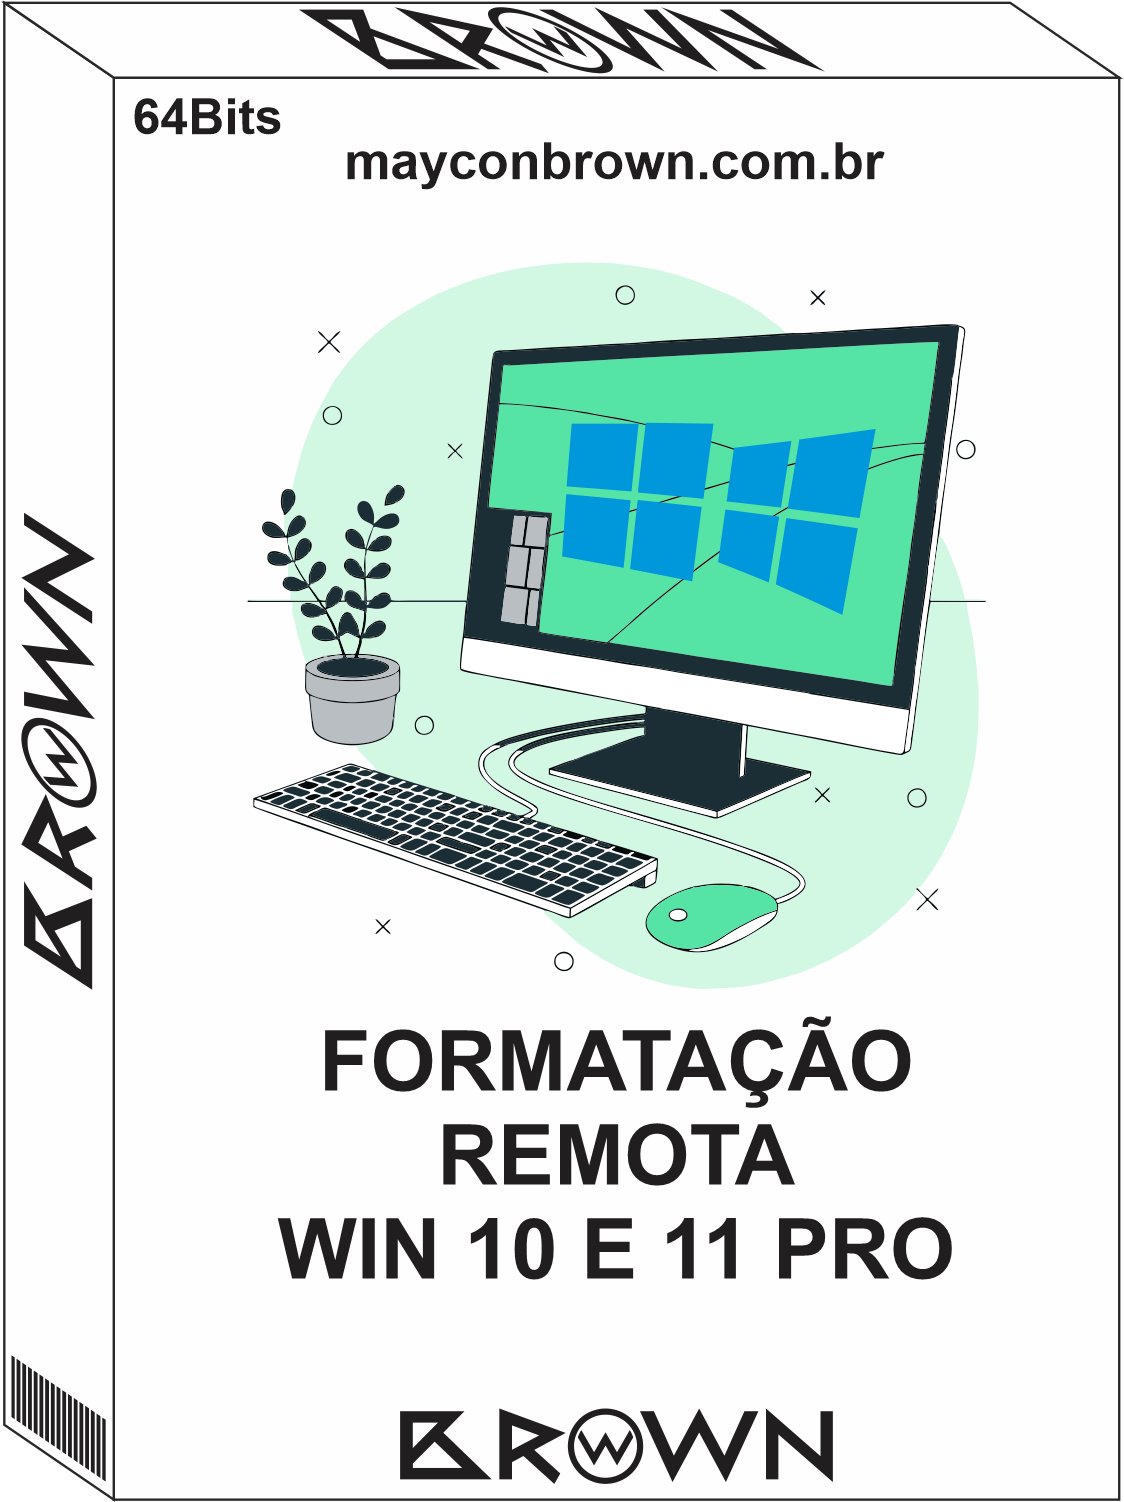 BROWN
64Bits
mayconbrown.com.br
BROWN
FORMATAÇÃO
REMOTA
WIN 10 E 11 PRO
BROWN